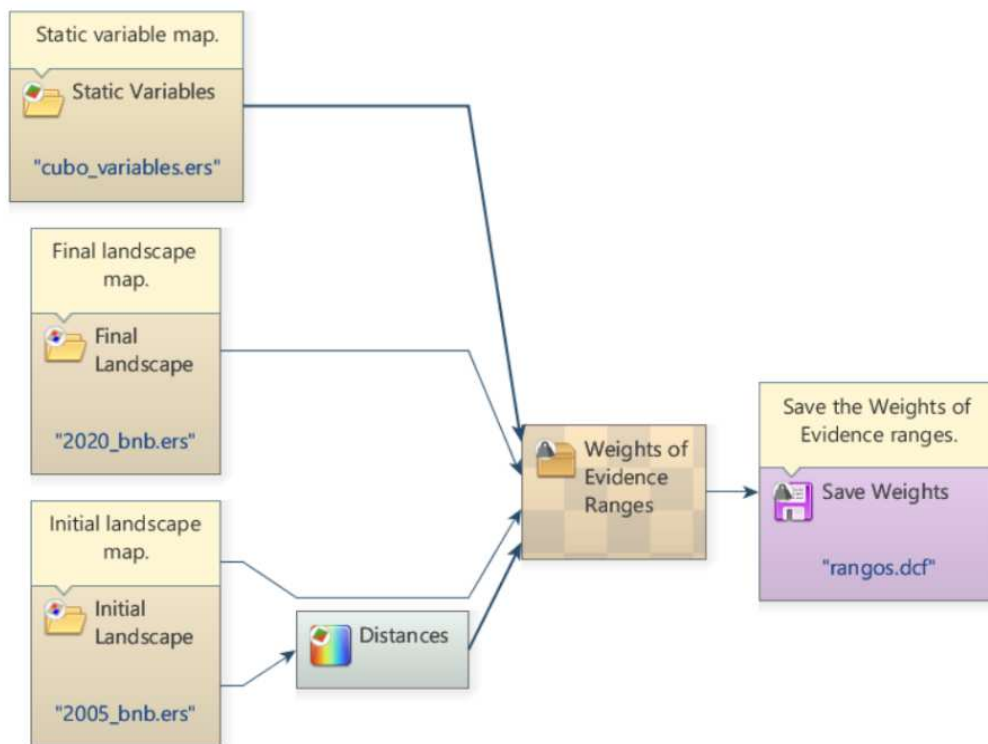 Static variable map.
Static Variables
"cubo_variables.ers"
Final landscape
map.
Final
Landscape
"2020_bnb.ers"
Initial landscape
map.
Initial
Landscape
"2005_bnb.ers"
Distances
Weights of
Evidence
Ranges
Save the Weights of
Evidence ranges.
Save Weights
"rangos.dcf"